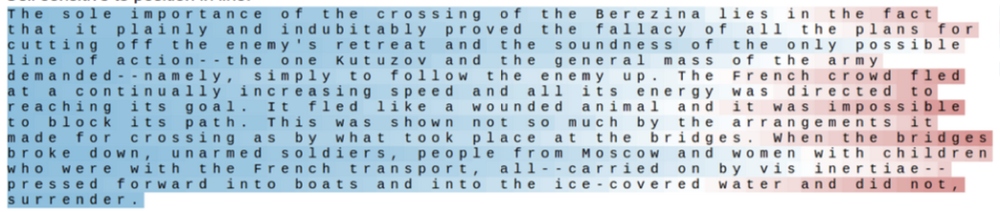 The sole importance of the crossing of the Berezina lies in the fact
that it plainly and indubitably proved the fallacy of all the plans for
cutting off the enemy's retreat and the soundness of the only possible
line of action--the one Kutuzov and the general mass of the army
demanded--namely, simply to follow the enemy up. The French crowd fled
at a continually increasing speed and all its energy was directed to
reaching its goal. It fled like a wounded animal and it was impossible
to block its path. This was shown not so much by the arrangements it
made for crossing as by what took place at the bridges. When the bridges
broke down, unarmed soldiers, people from Moscow and women with children
who were with the French transport, all--carried on by vis inertiae--
pressed forward into boats and into the ice-covered water and did not,
surrender.